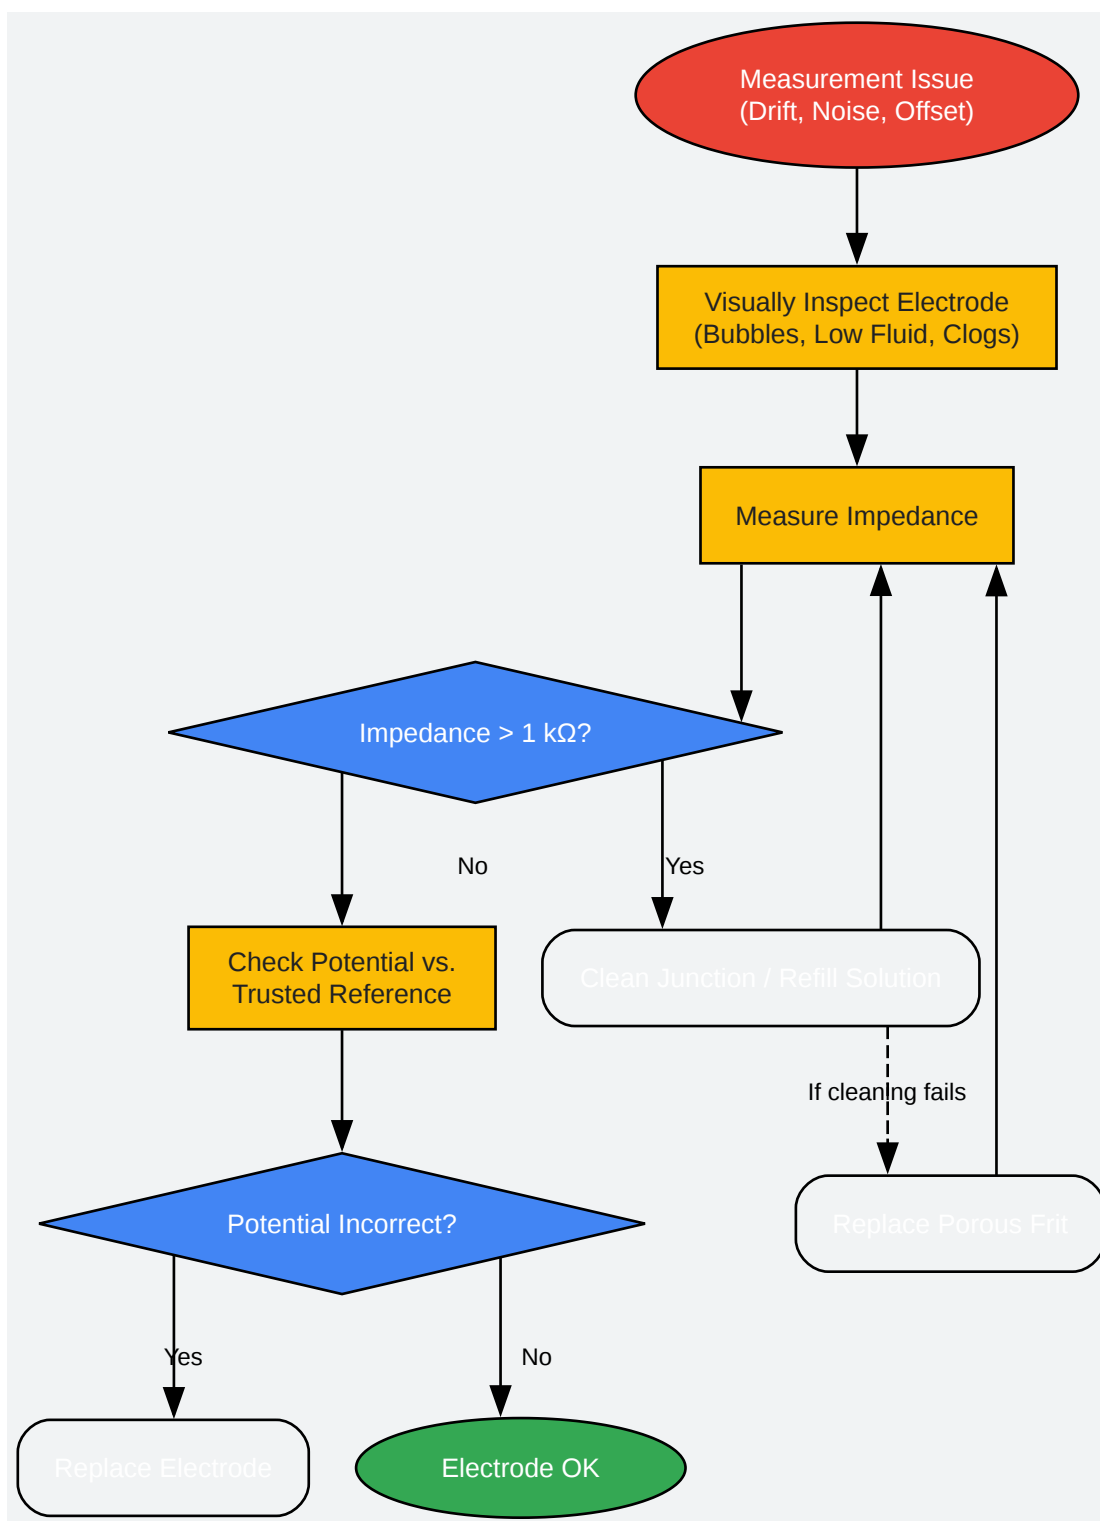 Measurement Issue
(Drift, Noise, Offset)
Visually Inspect Electrode
(Bubbles, Low Fluid, Clogs)
Measure Impedance
Impedance > 1 kΩ?
No
Yes
Check Potential vs.
Trusted Reference
Clean Junction / Refill Solution
If cleaning fails
Potential Incorrect?
Replace Porous Frit
Yes
No
Replace Electrode
Electrode OK